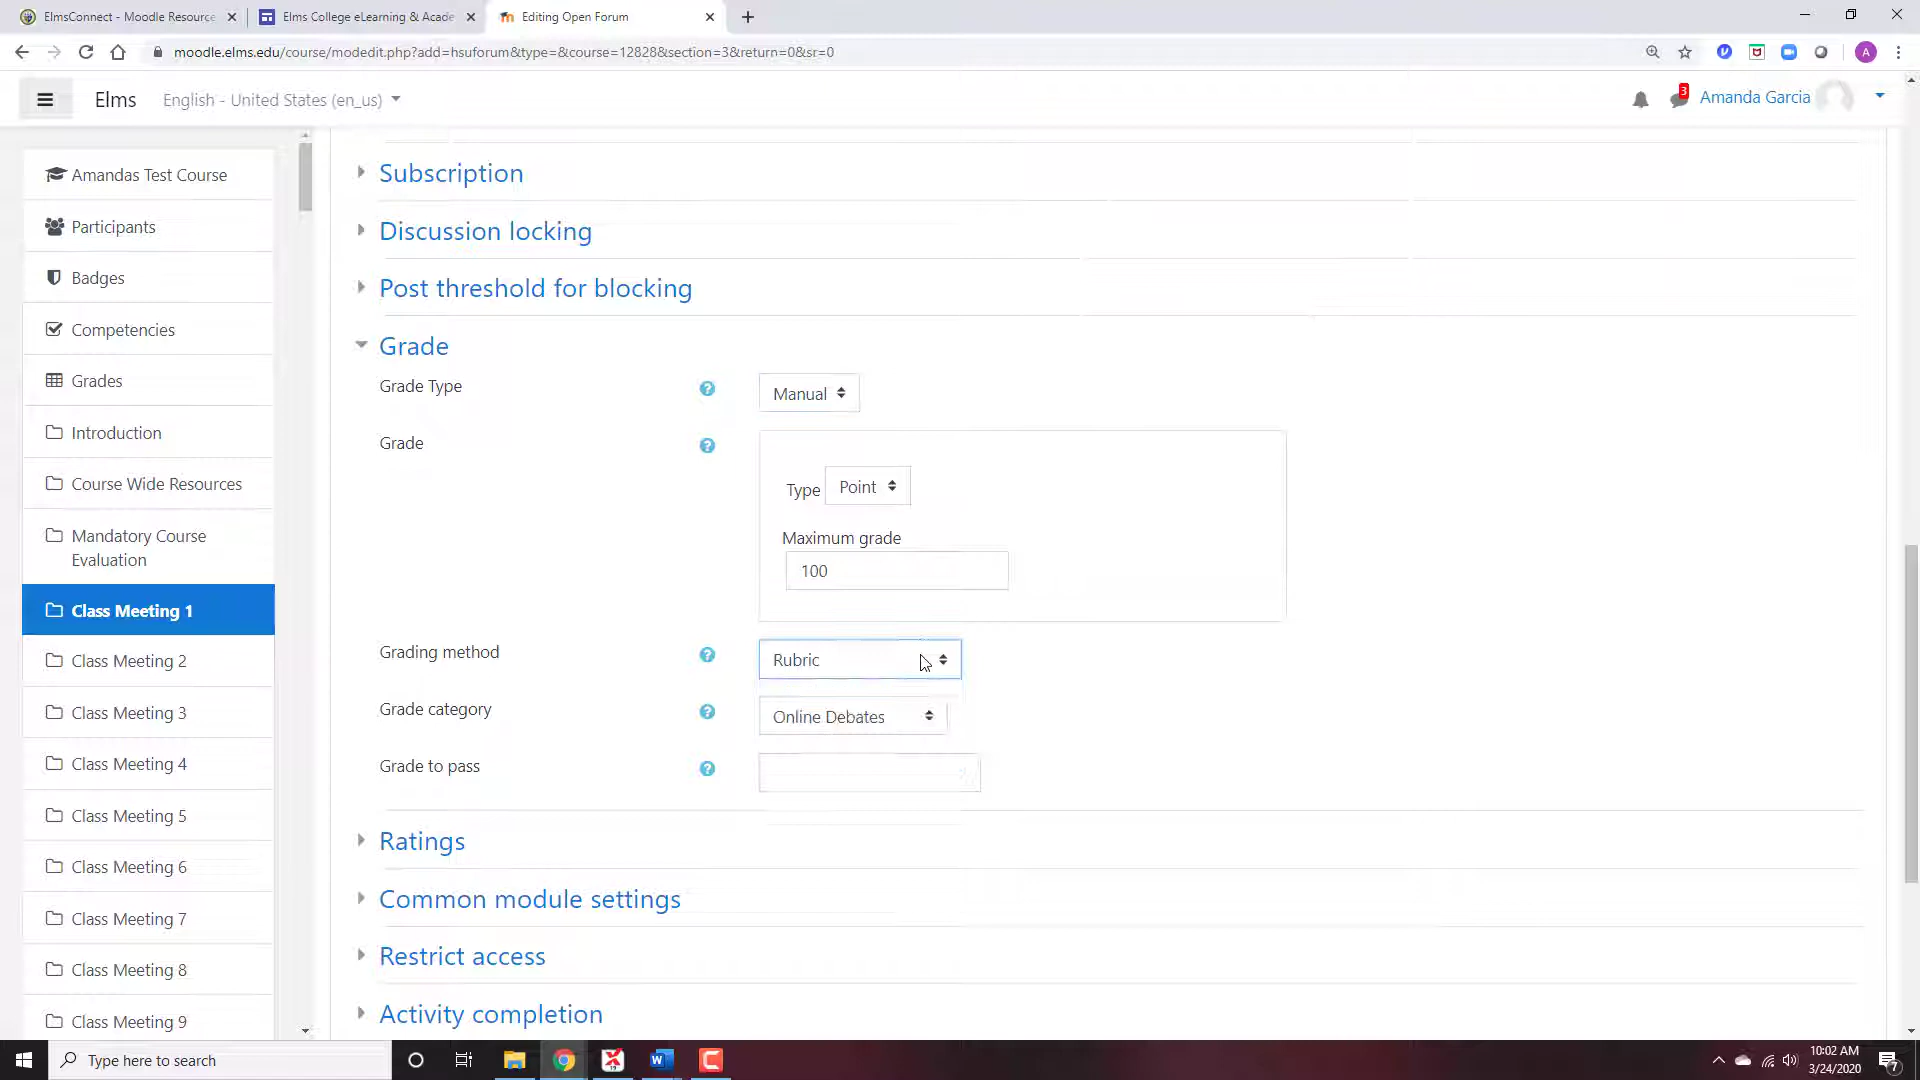 ElmsConnect - Moodle Resource
Elms College eLearning & Acade
Editing Open Forum
moodle.elms.edu/course/modedit.php?add=hsuforum&type=&course=12828&section=3&return=0&sr=0
A
Elms
English - United States (en_us)
3
Amanda Garcia
Amandas Test Course
Participants
Badges
Competencies
Grades
Introduction
Course Wide Resources
Mandatory Course
Evaluation
Class Meeting 1
Class Meeting 2
Class Meeting 3
Class Meeting 4
Class Meeting 5
Class Meeting 6
Class Meeting 7
Class Meeting 8
Class Meeting 9
Subscription
Discussion locking
Post threshold for blocking
Grade
Grade Type
Manual
Grade
Type Point
Maximum grade
100
Grading method
Rubric
Grade category
Online Debates
Grade to pass
Ratings
Common module settings
Restrict access
Activity completion
Type here to search
10:02 AM
3/24/2020
7